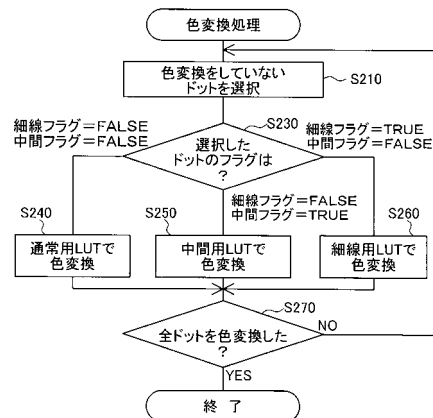 色変換処理
色変換をしていない
ドットを選択
S210
細線フラグ=FALSE
中間フラグ=FALSE
S230
細線フラグ=TRUE
中間フラグ=FALSE
選択した
ドットのフラグは
?
細線フラグ=FALSE
中間フラグ=TRUE
S240
通常用LUTで
色変換
S250
中間用LUTで
色変換
S260
細線用LUTで
色変換
S270
全ドットを色変換した
?
NO
YES
終 了